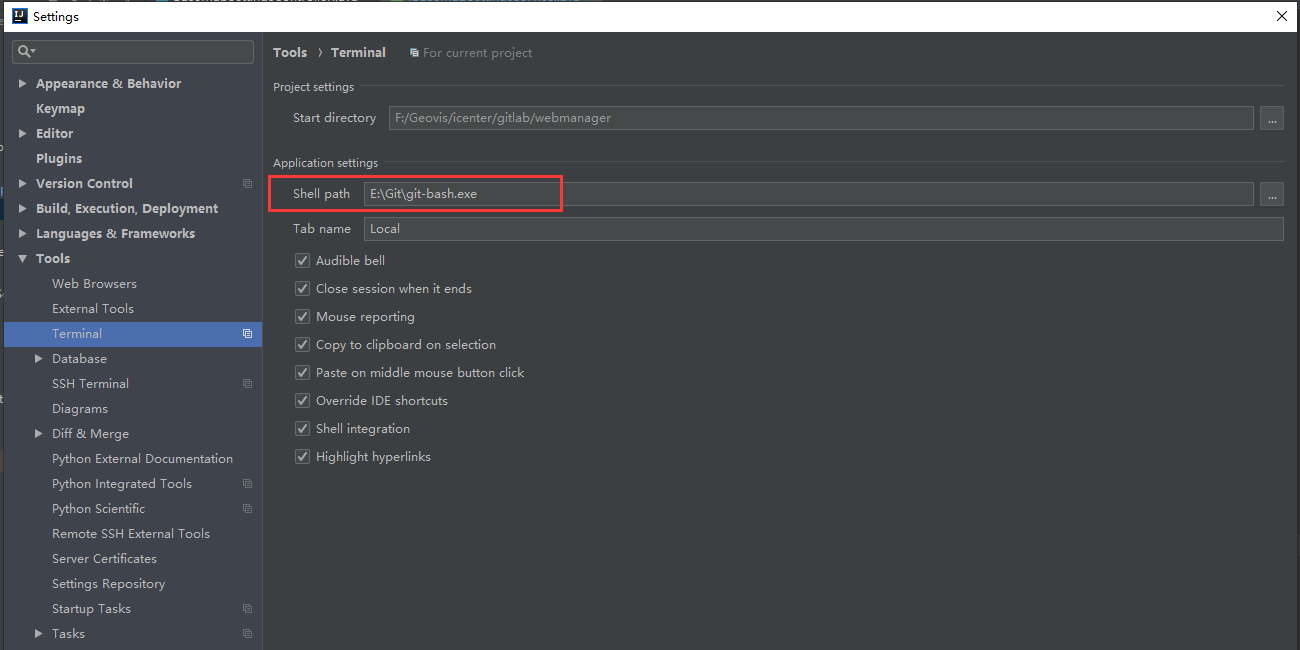 Settings
Appearance & Behavior
Keymap
Editor
Plugins
Version Control
Build, Execution, Deployment
Languages & Frameworks
Tools
Web Browsers
External Tools
Terminal
Database
SSH Terminal
Diagrams
Diff & Merge
Python External Documentation
Python Integrated Tools
Python Scientific
Remote SSH External Tools
Server Certificates
Settings Repository
Startup Tasks
Tasks
Tools › Terminal For current project
Project settings
Start directory F:/Geovis/icenter/gitlab/webmanager ...
Application settings
Shell path E:\Git\git-bash.exe ...
Tab name Local
Audible bell
Close session when it ends
Mouse reporting
Copy to clipboard on selection
Paste on middle mouse button click
Override IDE shortcuts
Shell integration
Highlight hyperlinks